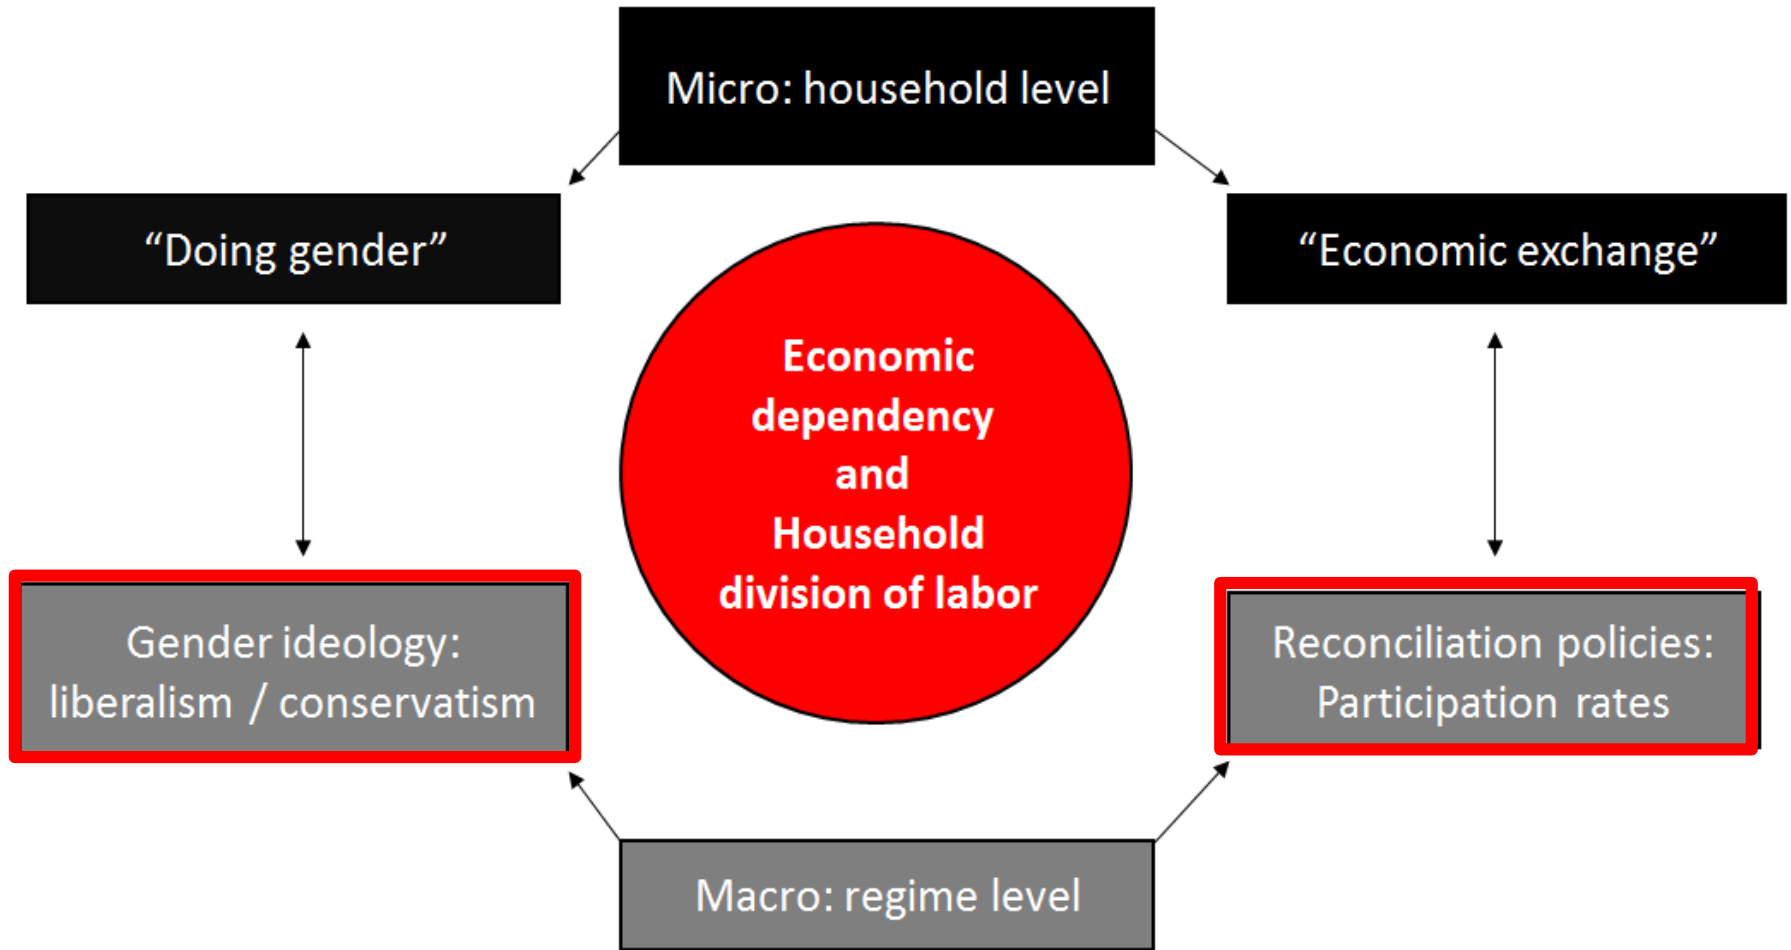 Micro: household level
“Doing gender”
“Economic exchange”
Economic
dependency
and
Household
division of labor
Gender ideology:
liberalism / conservatism
Reconciliation policies:
Participation rates
Macro: regime level